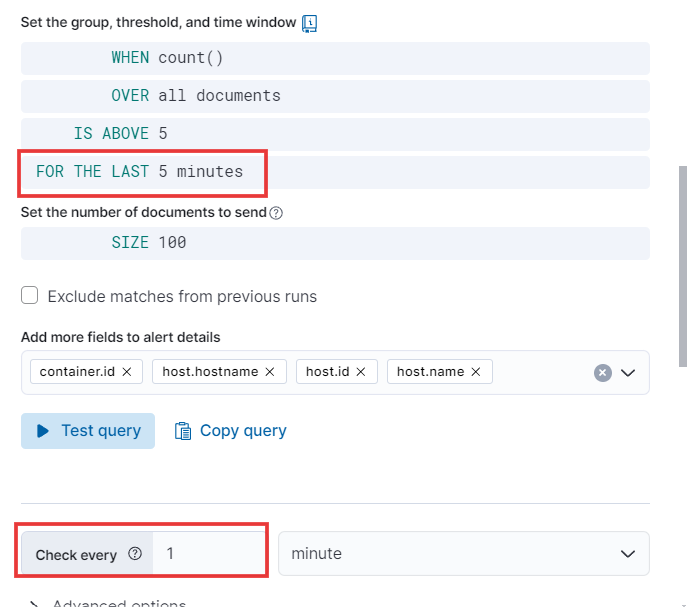 Set the group, threshold, and time window
WHEN count()
OVER all documents
IS ABOVE 5
FOR THE LAST 5 minutes
Set the number of documents to send
SIZE 100
Exclude matches from previous runs
Add more fields to alert details
container.id × host.hostname × host.id × host.name ×
Test query Copy query
Check every 1 minute
Advanced options